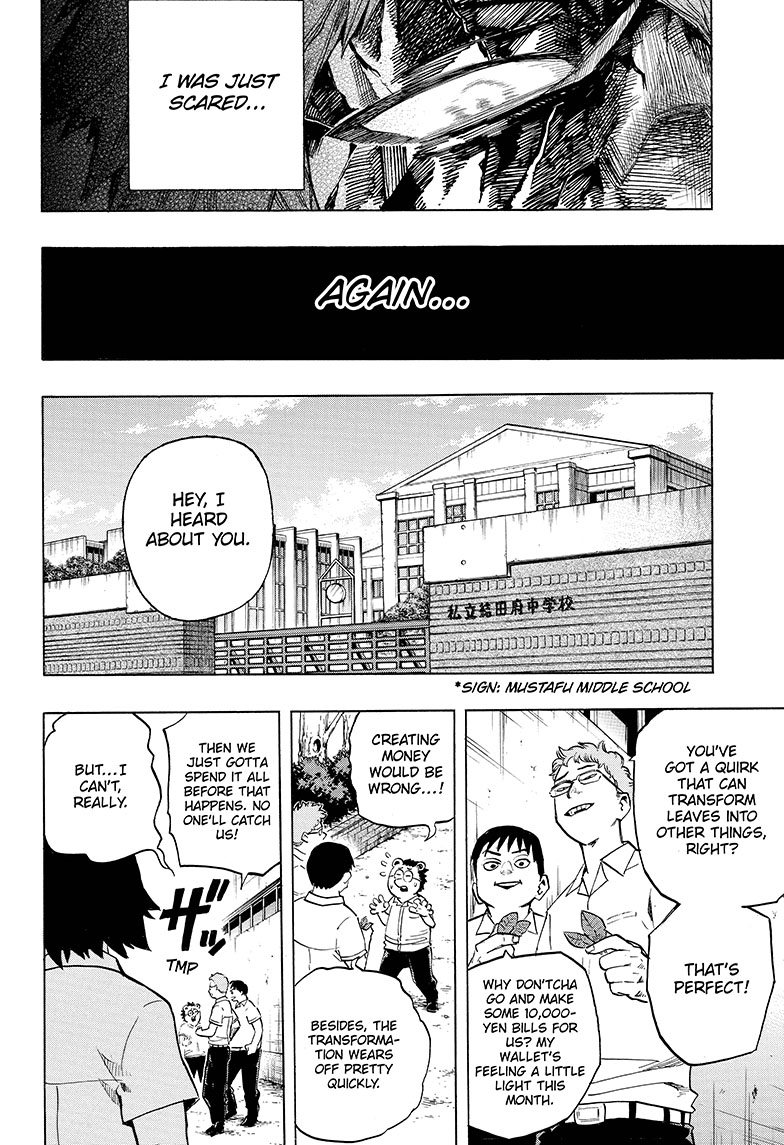 I WAS JUST
SCARED...
AGAIN...
HEY, I
HEARD
ABOUT YOU.
私立結田府中学校
*SIGN: MUSTAFU MIDDLE SCHOOL
YOU'VE
GOT A QUIRK
THAT CAN
TRANSFORM
LEAVES INTO
OTHER THINGS,
RIGHT?
THAT'S
PERFECT!
WHY DON'TCHA
GO AND MAKE
SOME 10,000-
YEN BILLS FOR
US? MY
WALLET'S
FEELING A LITTLE
LIGHT THIS
MONTH.
CREATING
MONEY
WOULD BE
WRONG...!
BESIDES, THE
TRANSFORMA-
TION WEARS
OFF PRETTY
QUICKLY.
THEN WE
JUST GOTTA
SPEND IT ALL
BEFORE THAT
HAPPENS. NO
ONE'LL CATCH
US!
BUT...I
CAN'T,
REALLY.
ザッ
TMP